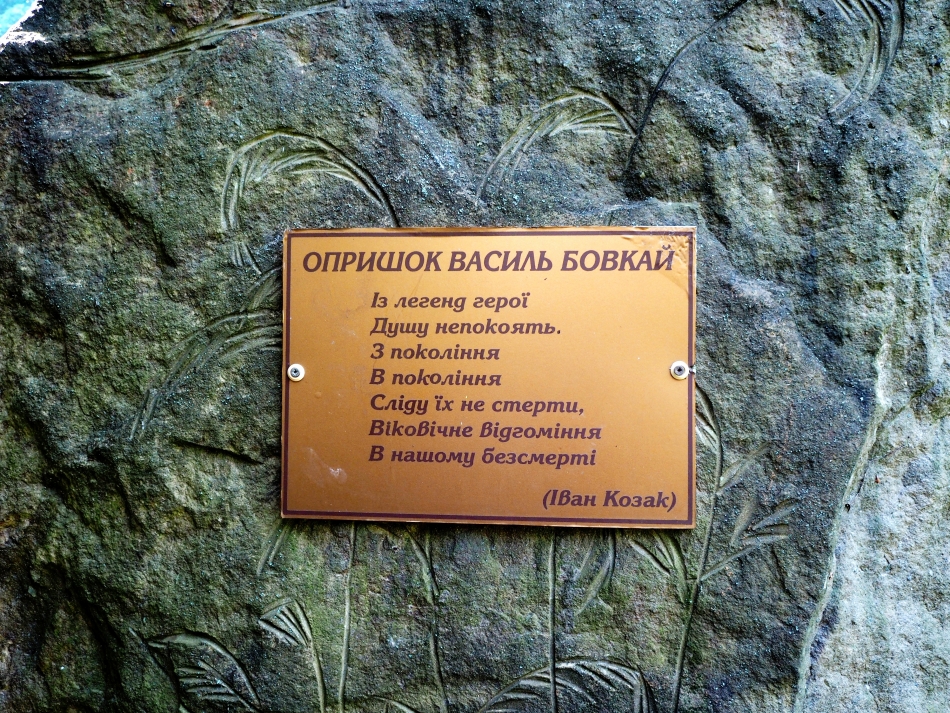 ОПРИШОК ВАСИЛЬ БОВКАЙ
Із легенд герої
Душу непокоять.
З покоління
В покоління
Сліду їх не стерти,
Віковічне відгоміння
В нашому безсмерті
(Іван Козак)